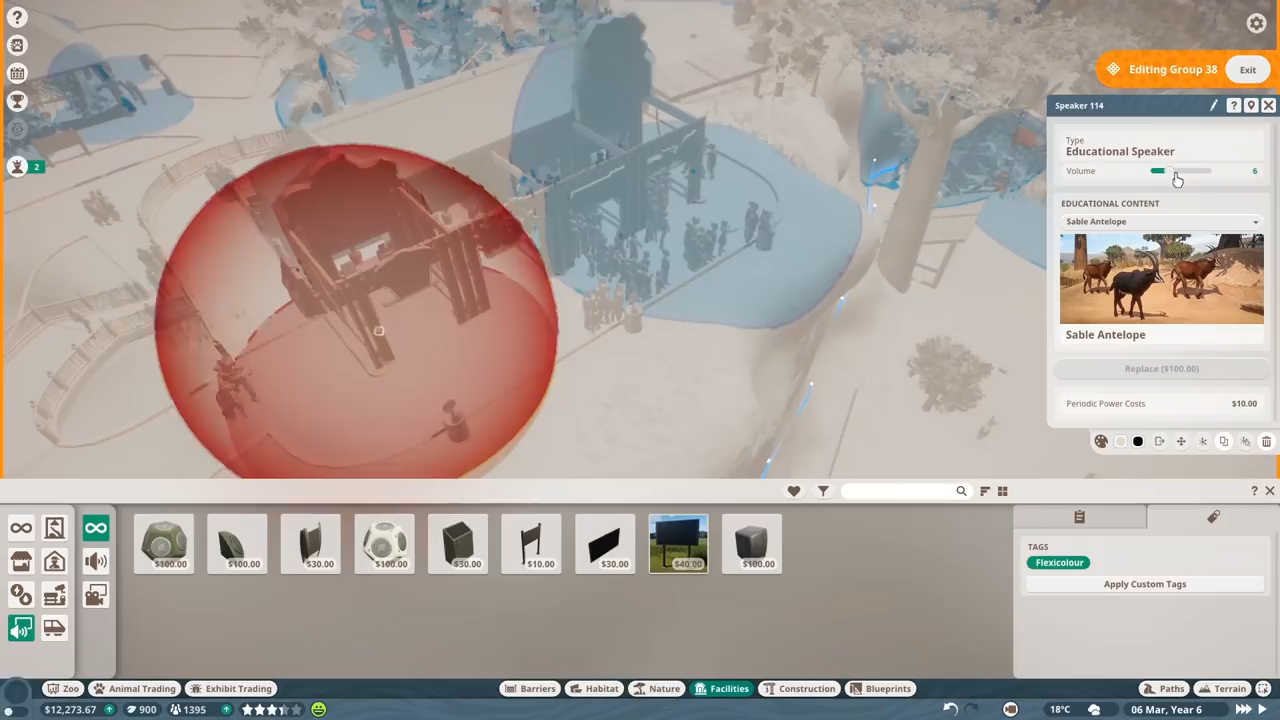 ?
Editing Group 38
Exit
Speaker 114
?
2
Type
Educational Speaker
Volume
6
EDUCATIONAL CONTENT
Sable Antelope
Sable Antelope
Replace ($100.00)
Periodic Power Costs
$10.00
?
$100.00
$100.00
$30.00
$100.00
$30.00
$10.00
$30.00
$40.00
$100.00
TAGS
Flexicolour
Apply Custom Tags
Zoo
Animal Trading
Exhibit Trading
Barriers
Habitat
Nature
Facilities
Construction
Blueprints
Paths
Terrain
$12,273.67
900
1395
18°C
06 Mar, Year 6